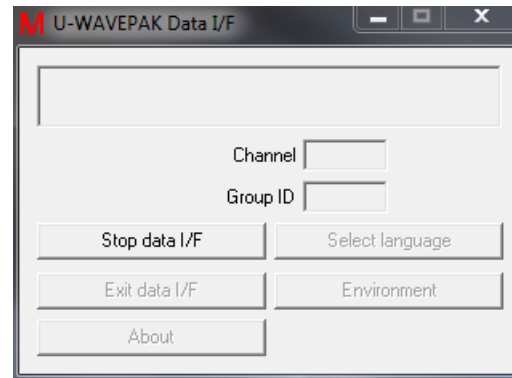 M U-WAVEPAK Data I/F
Channel
Group ID
Stop data I/F Select language
Exit data I/F Environment
About